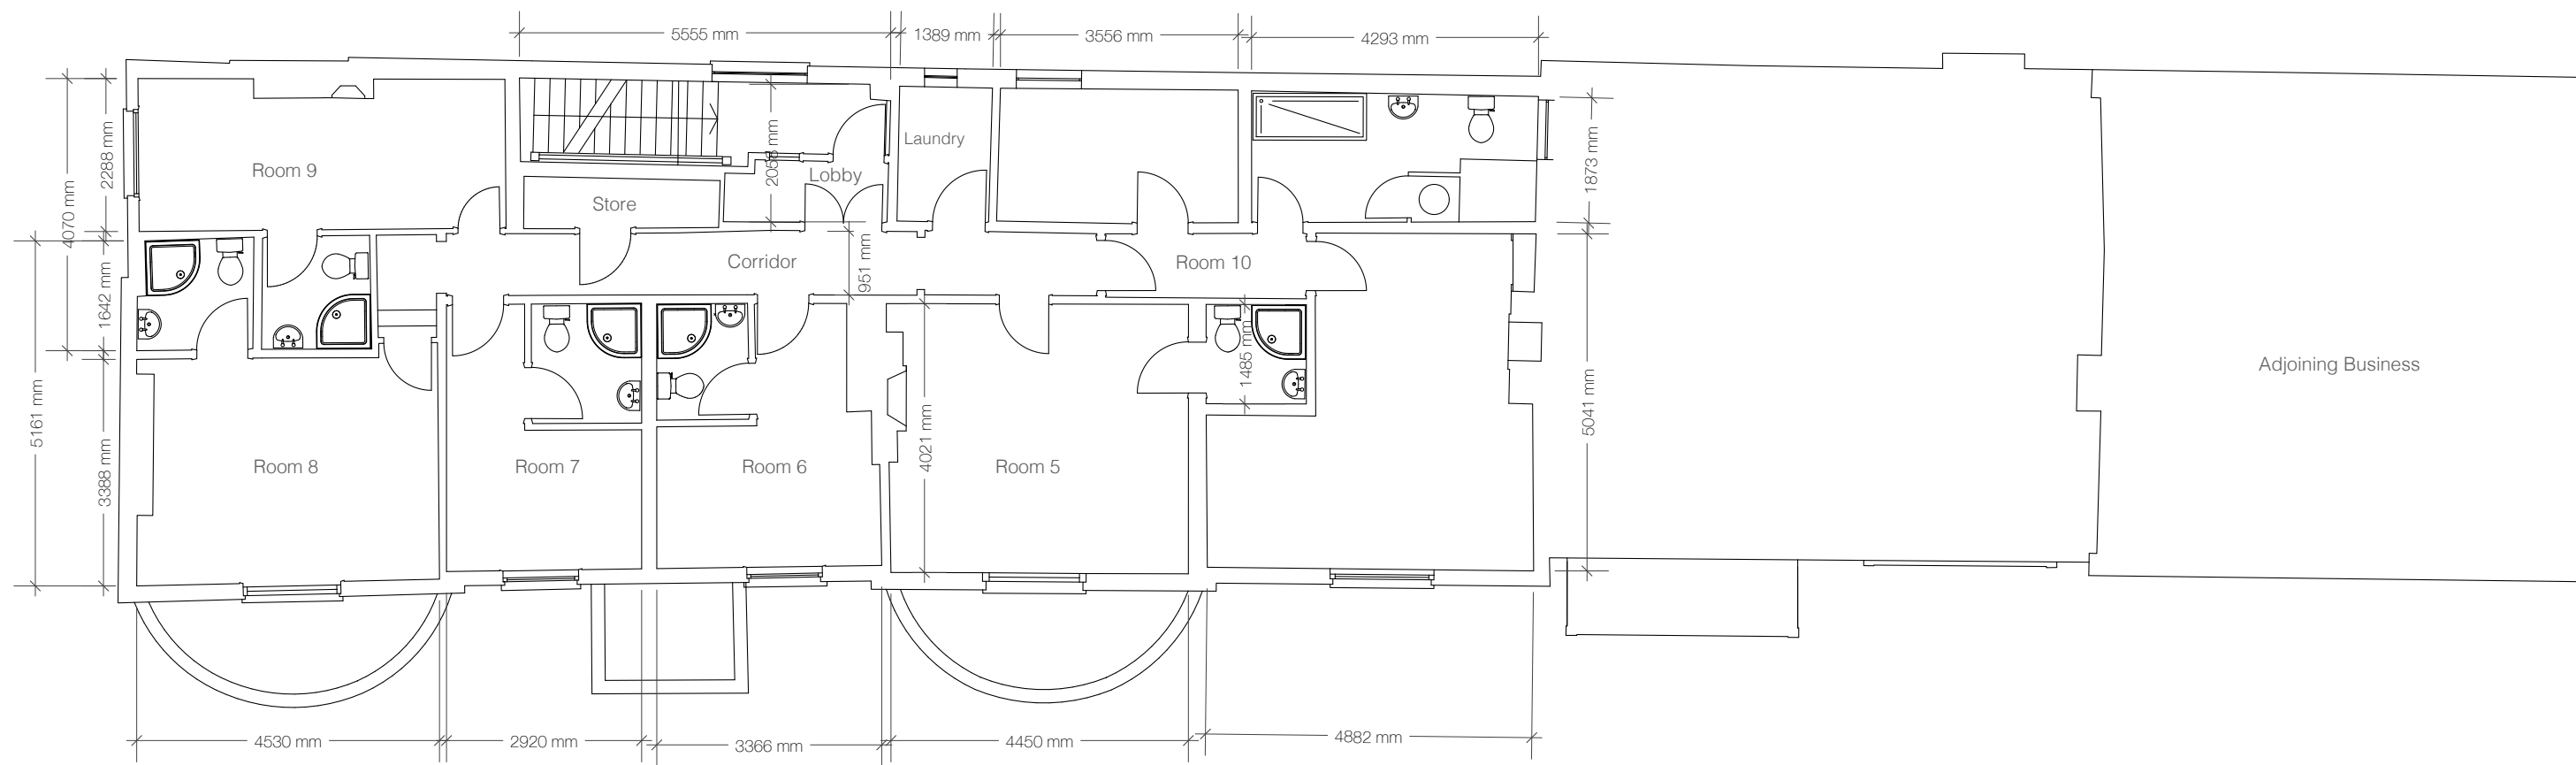 5555 mm
1389 mm
3556 mm
4293 mm
2288 mm
4070 mm
1873 mm
Laundry
Room 9
Lobby
Store
Corridor
951 mm
Room 10
1642 mm
1485 mm
5161 mm
Adjoining Business
5041 mm
4021 mm
3388 mm
Room 8
Room 7
Room 6
Room 5
4530 mm
2920 mm
3366 mm
4450 mm
4882 mm